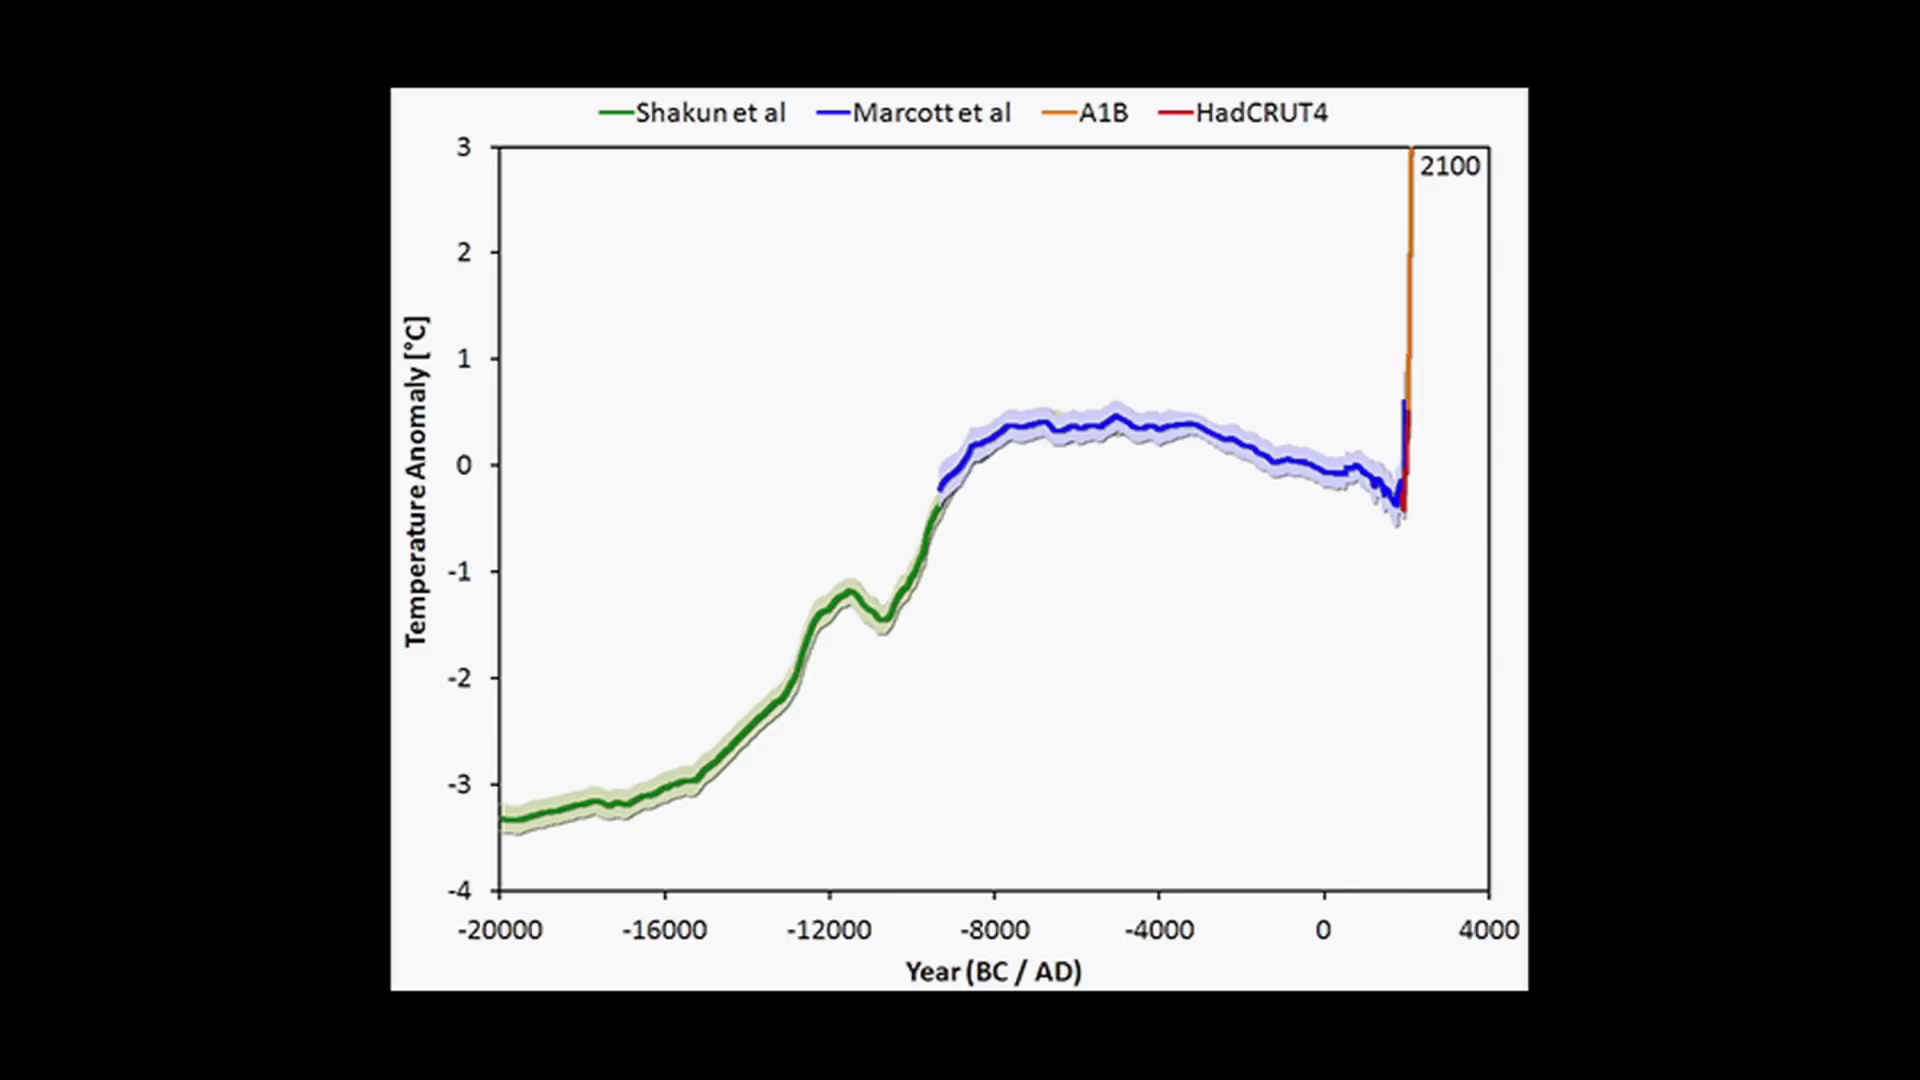 Shakun et al Marcott et al A1B HadCRUT4
3
2100
2
1
0
-1
-2
-3
-4
Temperature Anomaly [°C]
-20000 -16000 -12000 -8000 -4000 0 4000
Year (BC / AD)